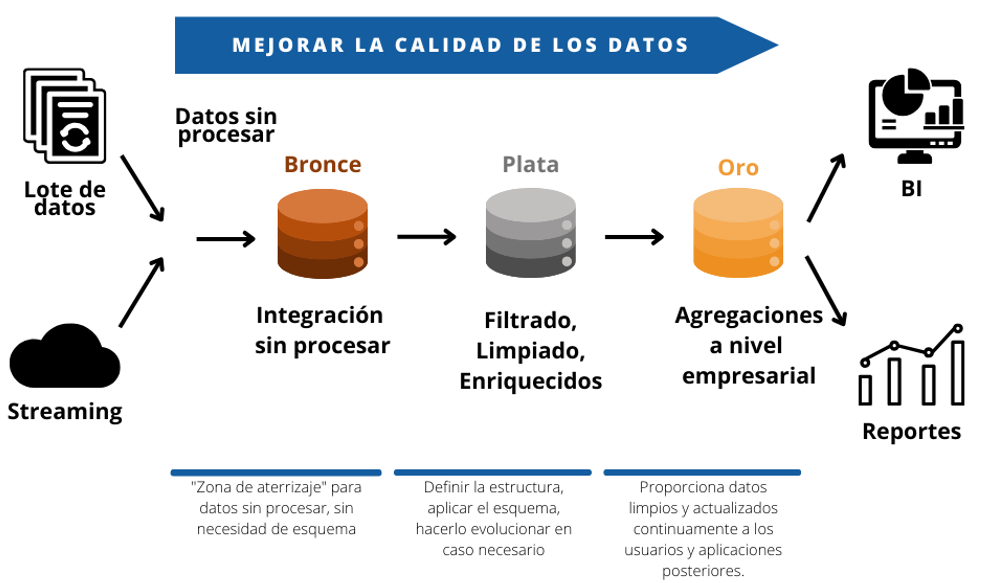 MEJORAR LA CALIDAD DE LOS DATOS
Datos sin
procesar
Bronce
Plata
Oro
Lote de
datos
BI
Integración
sin procesar
Filtrado,
Limpiado,
Enriquecidos
Agregaciones
a nivel
empresarial
Streaming
Reportes
"Zona de aterrizaje" para
datos sin procesar, sin
necesidad de esquema
Definir la estructura,
aplicar el esquema,
hacerlo evolucionar en
caso necesario
Proporciona datos
limpios y actualizados
continuamente a los
usuarios y aplicaciones
posteriores.